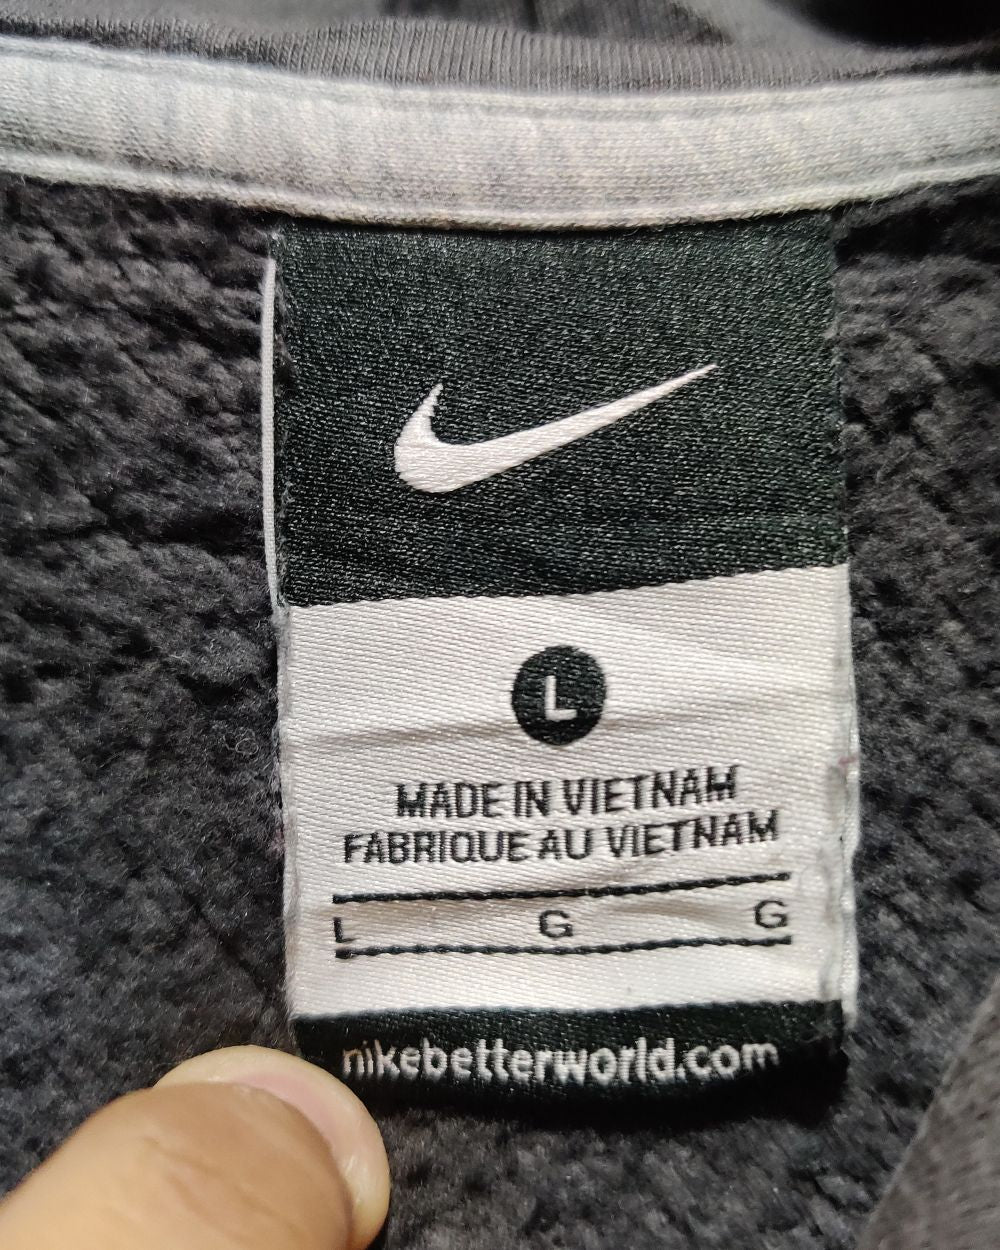 L
MADE IN VIETNAM
FABRIQUE AU VIETNAM
L G G
nikebetterworld.com